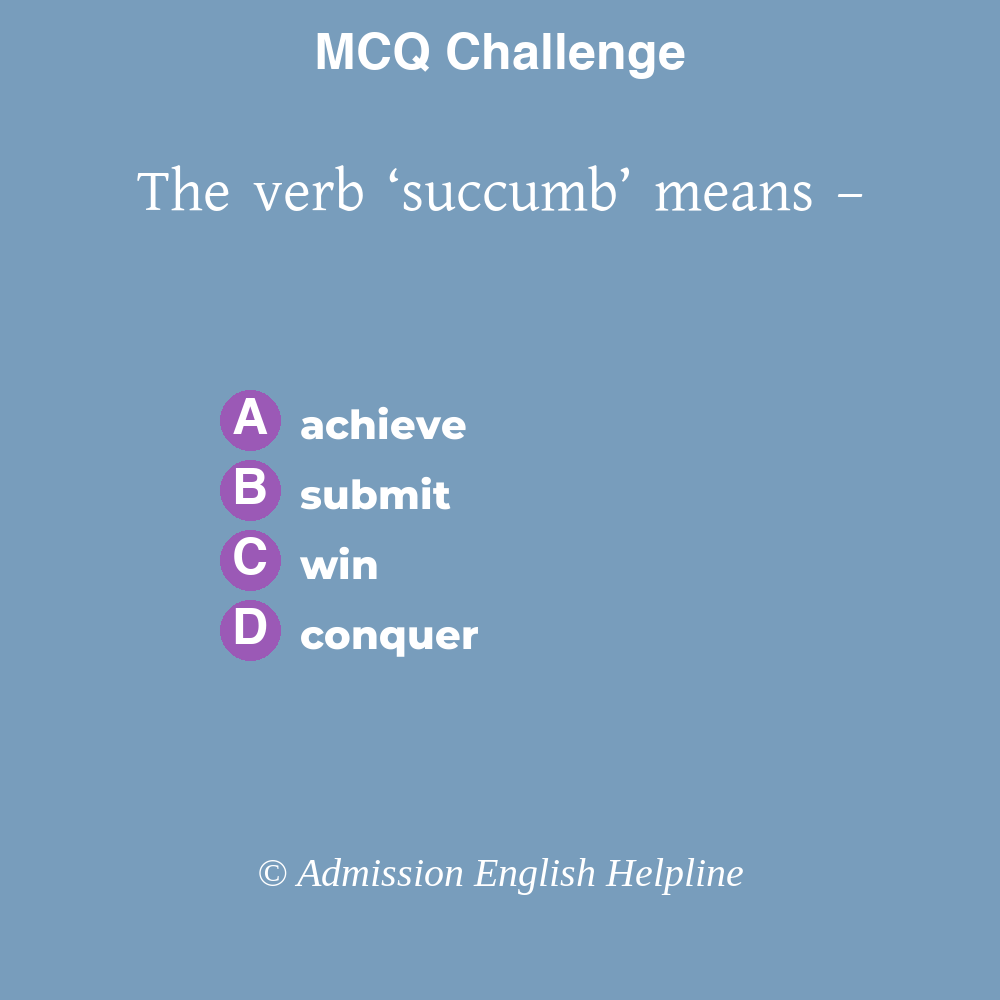 MCQ Challenge
The verb ‘succumb’ means –
A achieve
B submit
C win
D conquer
© Admission English Helpline